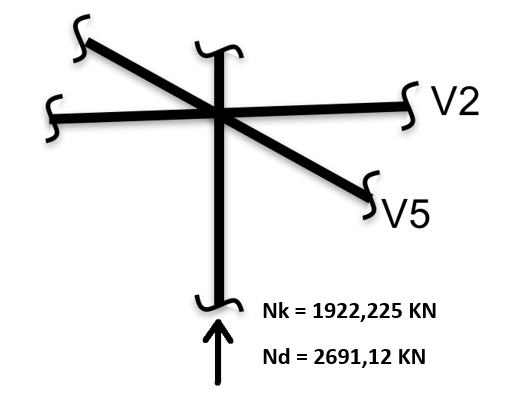 V2
V5
Nk = 1922,225 KN
Nd = 2691,12 KN